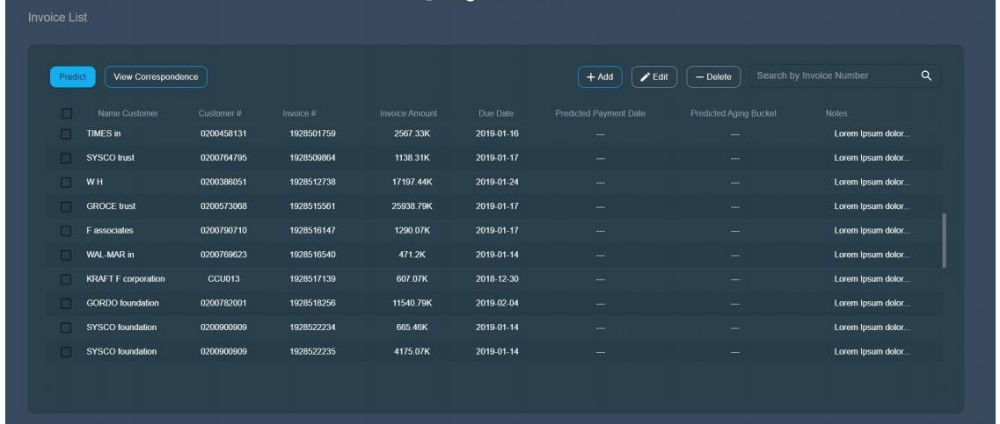 Invoice List
Predict View Correspondence + Add Edit — Delete Search by Invoice Number
Name Customer Customer # Invoice # Invoice Amount Due Date Predicted Payment Date Predicted Aging Bucket Notes
TIMES in 0200458131 1928501759 2567.33K 2019-01-16 --- --- Lorem Ipsum dolor...
SYSCO trust 0200764795 1928509864 1138.31K 2019-01-17 --- --- Lorem Ipsum dolor...
W H 0200386051 1928512738 17197.44K 2019-01-24 --- --- Lorem Ipsum dolor...
GROCE trust 0200573068 1928515561 25938.79K 2019-01-17 --- --- Lorem Ipsum dolor...
F associates 0200790710 1928516147 1290.07K 2019-01-17 --- --- Lorem Ipsum dolor...
WAL-MAR in 0200769623 1928516540 471.2K 2019-01-14 --- --- Lorem Ipsum dolor...
KRAFT F corporation CCU013 1928517139 607.07K 2018-12-30 --- --- Lorem Ipsum dolor...
GORDO foundation 0200782001 1928518256 11540.79K 2019-02-04 --- --- Lorem Ipsum dolor...
SYSCO foundation 0200900909 1928522234 665.46K 2019-01-14 --- --- Lorem Ipsum dolor...
SYSCO foundation 0200900909 1928522235 4175.07K 2019-01-14 --- --- Lorem Ipsum dolor...